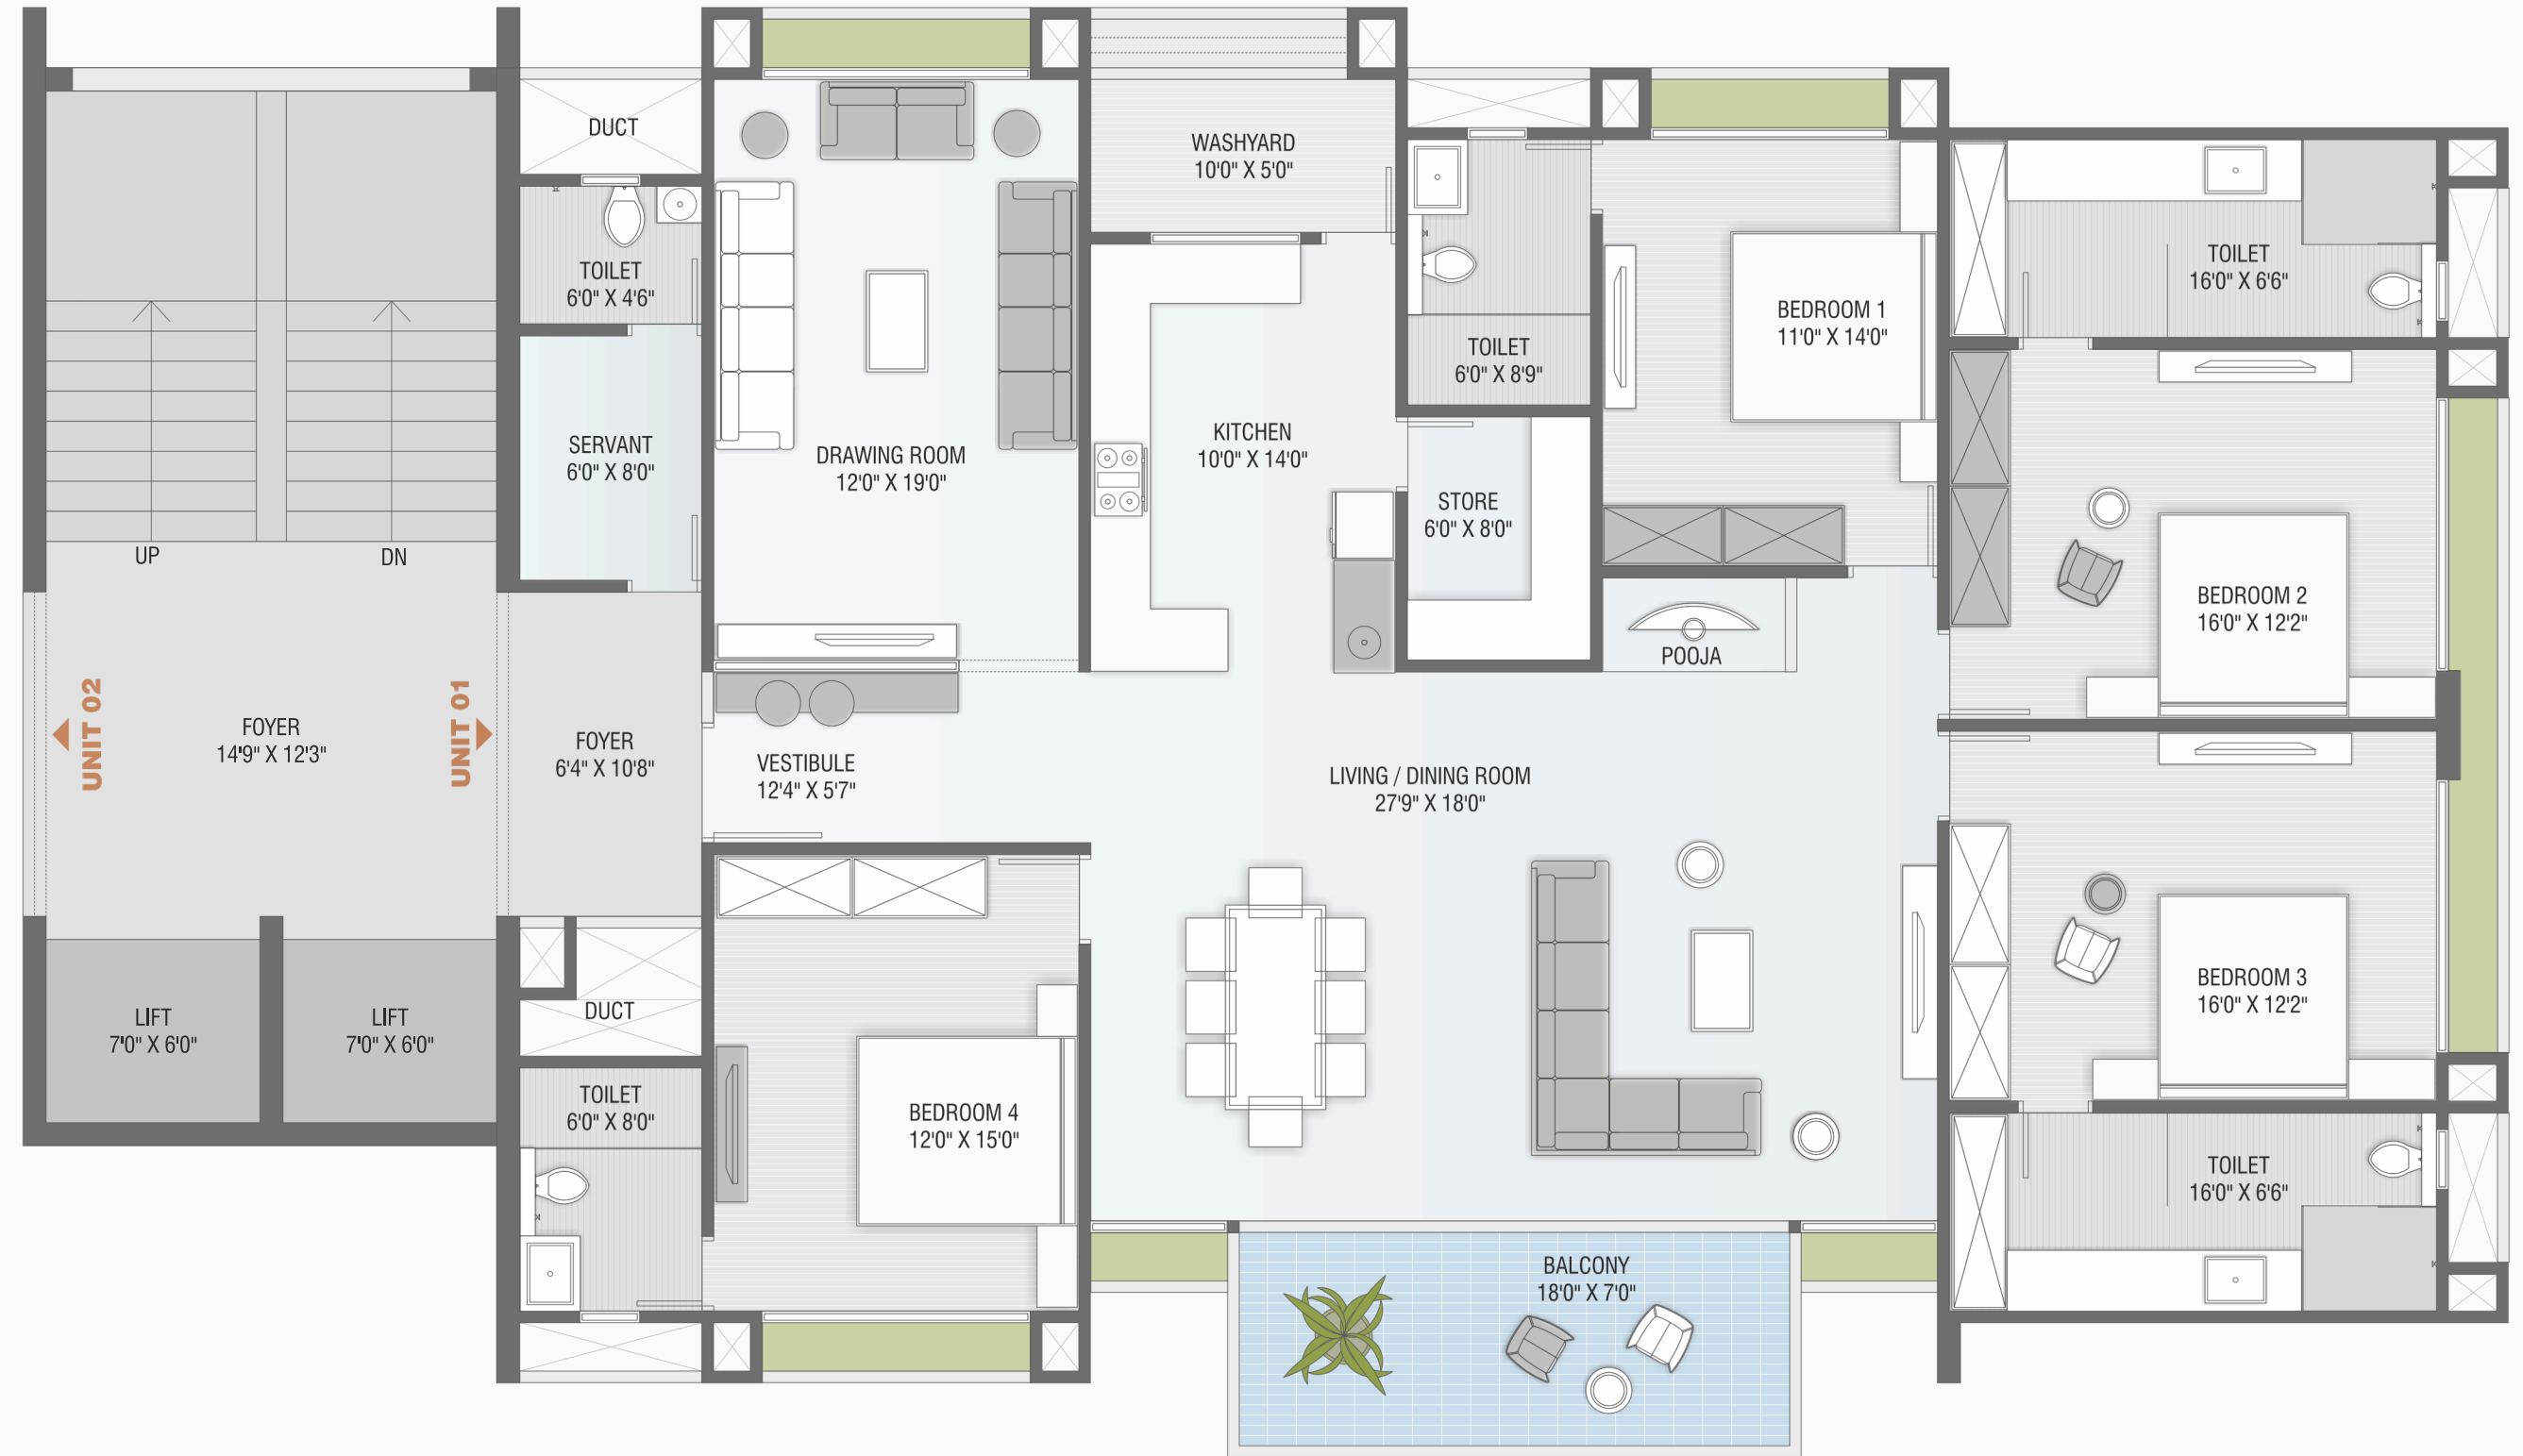 DUCT
WASHYARD
10'0" X 5'0"
TOILET
6'0" X 4'6"
TOILET
16'0" X 6'6"
BEDROOM 1
11'0" X 14'0"
TOILET
6'0" X 8'9"
SERVANT
6'0" X 8'0"
DRAWING ROOM
12'0" X 19'0"
KITCHEN
10'0" X 14'0"
STORE
6'0" X 8'0"
UP
DN
BEDROOM 2
16'0" X 12'2"
POOJA
UNIT 02
FOYER
14'9" X 12'3"
UNIT 01
FOYER
6'4" X 10'8"
VESTIBULE
12'4" X 5'7"
LIVING / DINING ROOM
27'9" X 18'0"
BEDROOM 3
16'0" X 12'2"
LIFT
7'0" X 6'0"
LIFT
7'0" X 6'0"
DUCT
TOILET
6'0" X 8'0"
BEDROOM 4
12'0" X 15'0"
TOILET
16'0" X 6'6"
BALCONY
18'0" X 7'0"